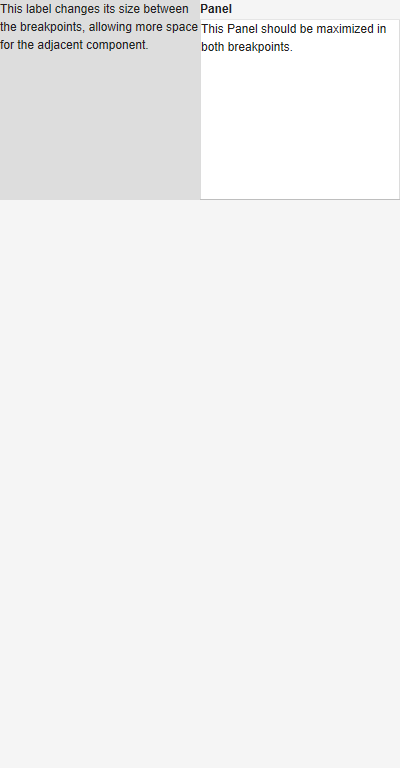 This label changes its size between
the breakpoints, allowing more space
for the adjacent component.
Panel
This Panel should be maximized in
both breakpoints.